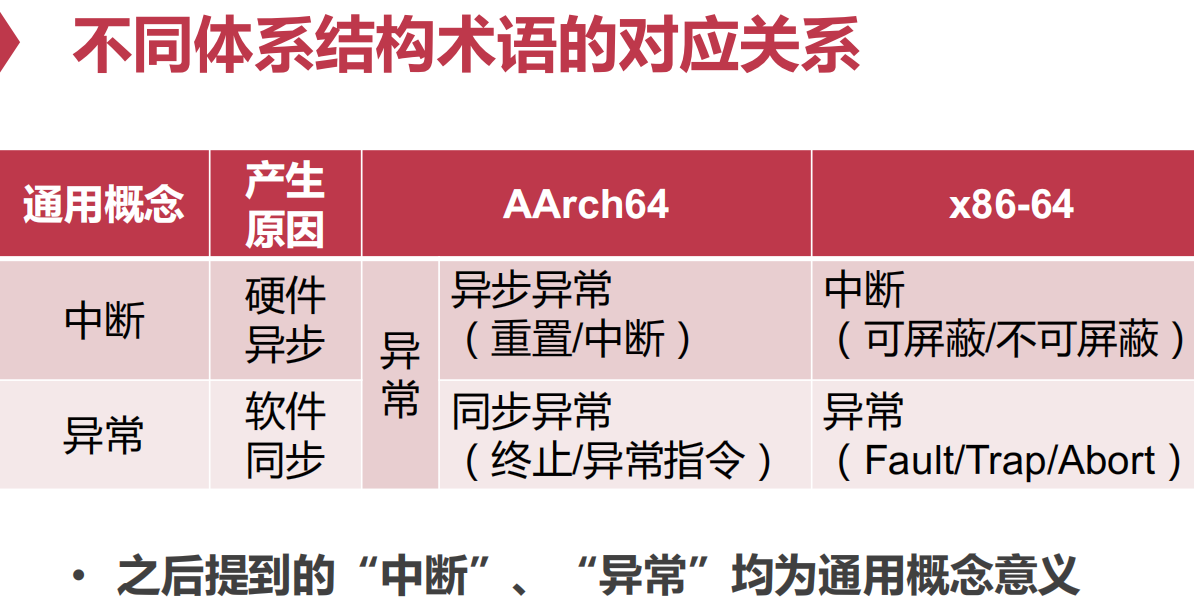 不同体系结构术语的对应关系
通用概念
产生
原因
AArch64
x86-64
中断
硬件
异步
异常
异步异常
（重置/中断）
中断
（可屏蔽/不可屏蔽）
异常
软件
同步
同步异常
（终止/异常指令）
异常
（Fault/Trap/Abort）
• 之后提到的“中断”、“异常”均为通用概念意义